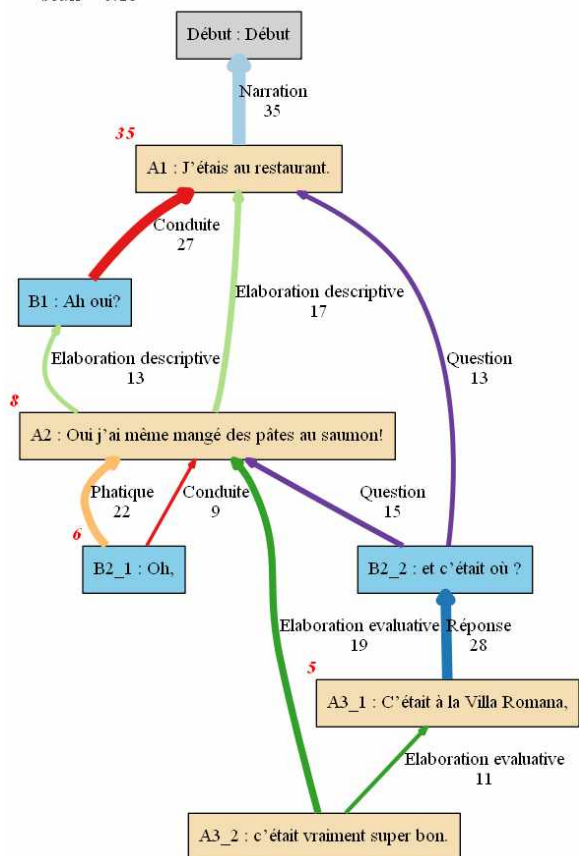 Début : Début
Narration
35
35
A1 : J'étais au restaurant.
Conduite
27
B1 : Ah oui?
Elaboration descriptive
17
Elaboration descriptive
13
Question
13
8
A2 : Oui j'ai même mangé des pâtes au saumon!
Phatique
22
Conduite
9
Question
15
6
B2_1 : Oh,
B2_2 : et c'était où ?
Elaboration evaluative
19
Réponse
28
5
A3_1 : C'était à la Villa Romana,
Elaboration evaluative
11
A3_2 : c'était vraiment super bon.